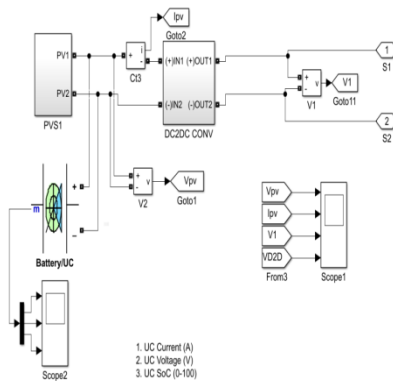 Ipv
Goto2
PV1
PV2
PVS1
+
-
i
Ct3
(+)IN1
(+)OUT1
(-)IN2
(-)OUT2
DC2DC CONV
1
S1
+
-
v
V1
V1
Goto11
2
S2
+
-
v
V2
Vpv
Goto1
m
+
−
Battery/UC
Vpv
Ipv
V1
VD2D
From3
Scope1
Scope2
1. UC Current (A)
2. UC Voltage (V)
3. UC SoC (0-100)